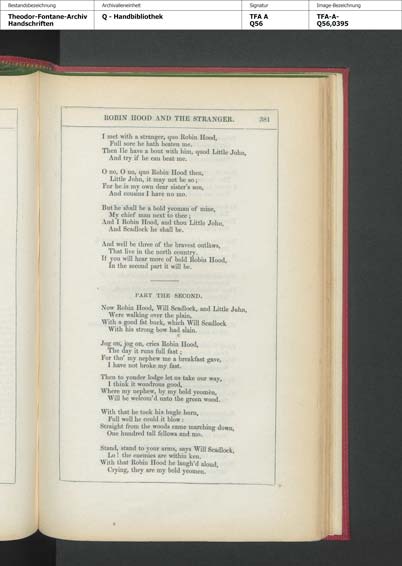 Bestandsbezeichnung
Archivalieneinheit
Signatur
Image-Bezeichnung
Theodor-Fontane-Archiv
Handschriften
Q - Handbibliothek
TFA A
Q56
TFA-A-
Q56,0395
ROBIN HOOD AND THE STRANGER. 381
I met with a stranger, quo Robin Hood,
Full sore he hath beaten me.
Then I'le have a bout with him, quod Little John,
And try if he can beat me.
O no, O no, quo Robin Hood then,
Little John, it may not be so;
For he is my own dear sister's son,
And cousins I have no mo.
But he shall be a bold yeoman of mine,
My chief man next to thee;
And I Robin Hood, and thou Little John,
And Scadlock he shall be.
And weel be three of the bravest outlaws,
That live in the north country.
If you will hear more of bold Robin Hood,
In the second part it will be.
PART THE SECOND.
Now Robin Hood, Will Scadlock, and Little John,
Were walking over the plain,
With a good fat buck, which Will Scadlock
With his strong bow had slain.
Jog on, jog on, cries Robin Hood,
The day it runs full fast;
For tho' my nephew me a breakfast gave,
I have not broke my fast.
Then to yonder lodge let us take our way,
I think it wondrous good,
Where my nephew, by my bold yeomen,
Will be welcom'd unto the green wood.
With that he took his bugle horn,
Full well he could it blow:
Straight from the woods came marching down,
One hundred tall fellows and mo.
Stand, stand to your arms, says Will Scadlock,
Lo! the enemies are within ken.
With that Robin Hood he laugh'd aloud,
Crying, they are my bold yeomen.